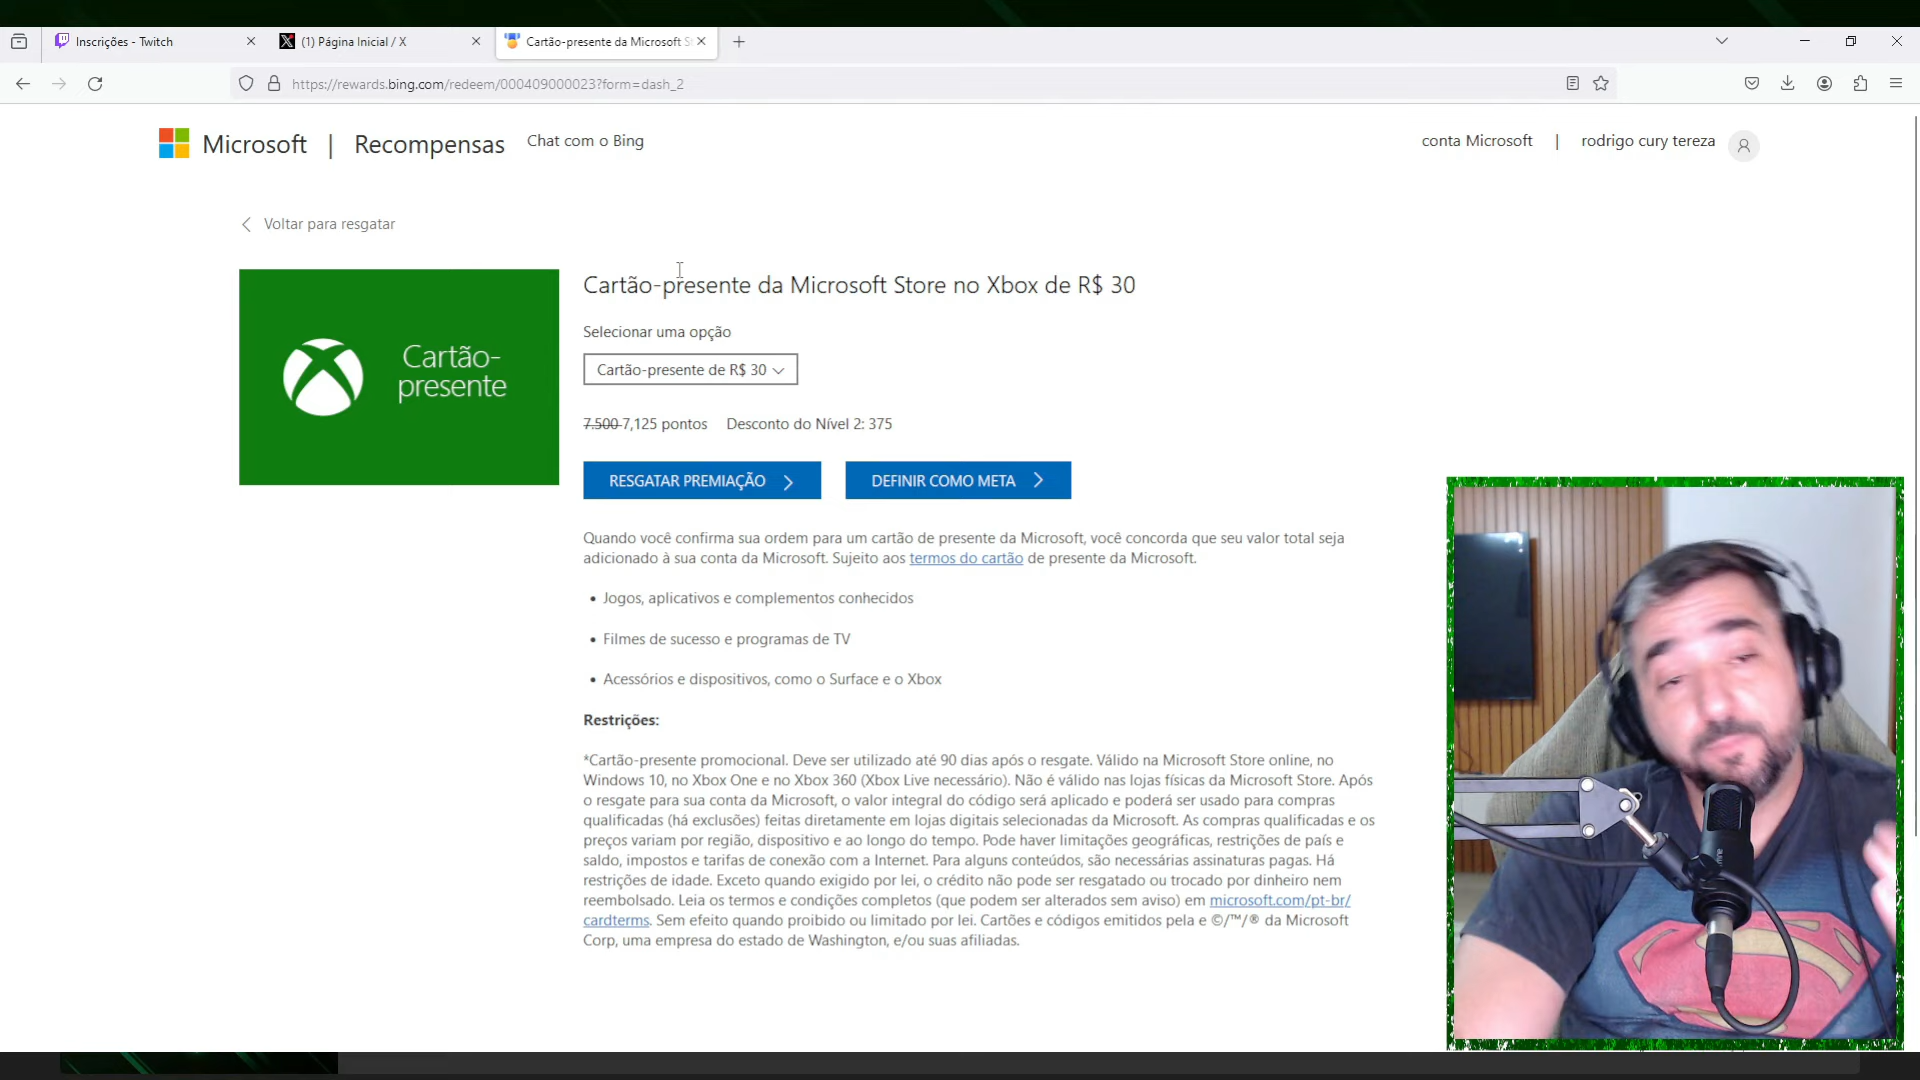 Inscrições - Twitch
(1) Página Inicial / X
Cartão-presente da Microsoft S
https://rewards.bing.com/redeem/000409000023?form=dash_2
Microsoft | Recompensas
Chat com o Bing
conta Microsoft | rodrigo cury tereza
Voltar para resgatar
Cartão-
presente
Cartão-presente da Microsoft Store no Xbox de R$ 30
Selecionar uma opção
Cartão-presente de R$ 30
7.500 7,125 pontos Desconto do Nível 2: 375
RESGATAR PREMIAÇÃO
DEFINIR COMO META
Quando você confirma sua ordem para um cartão de presente da Microsoft, você concorda que seu valor total seja
adicionado à sua conta da Microsoft. Sujeito aos termos do cartão de presente da Microsoft.
• Jogos, aplicativos e complementos conhecidos
• Filmes de sucesso e programas de TV
• Acessórios e dispositivos, como o Surface e o Xbox
Restrições:
*Cartão-presente promocional. Deve ser utilizado até 90 dias após o resgate. Válido na Microsoft Store online, no
Windows 10, no Xbox One e no Xbox 360 (Xbox Live necessário). Não é válido nas lojas físicas da Microsoft Store. Após
o resgate para sua conta da Microsoft, o valor integral do código será aplicado e poderá ser usado para compras
qualificadas (há exclusões) feitas diretamente em lojas digitais selecionadas da Microsoft. As compras qualificadas e os
preços variam por região, dispositivo e ao longo do tempo. Pode haver limitações geográficas, restrições de país e
saldo, impostos e tarifas de conexão com a Internet. Para alguns conteúdos, são necessárias assinaturas pagas. Há
restrições de idade. Exceto quando exigido por lei, o crédito não pode ser resgatado ou trocado por dinheiro nem
reembolsado. Leia os termos e condições completos (que podem ser alterados sem aviso) em microsoft.com/pt-br/
cardterms. Sem efeito quando proibido ou limitado por lei. Cartões e códigos emitidos pela e ©/™/® da Microsoft
Corp, uma empresa do estado de Washington, e/ou suas afiliadas.